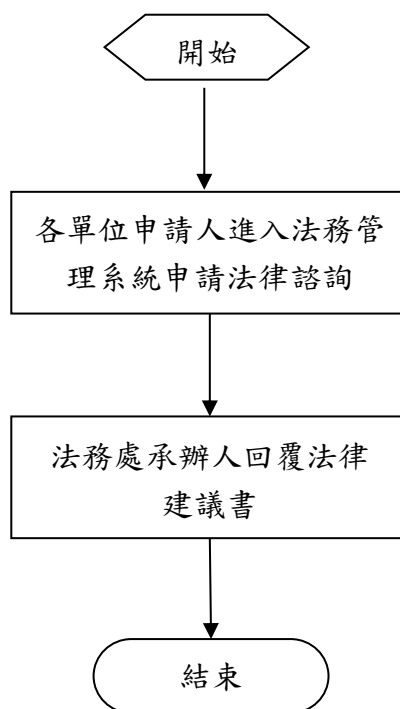 開始
各單位申請人進入法務管
理系統申請法律諮詢
法務處承辦人回覆法律
建議書
結束